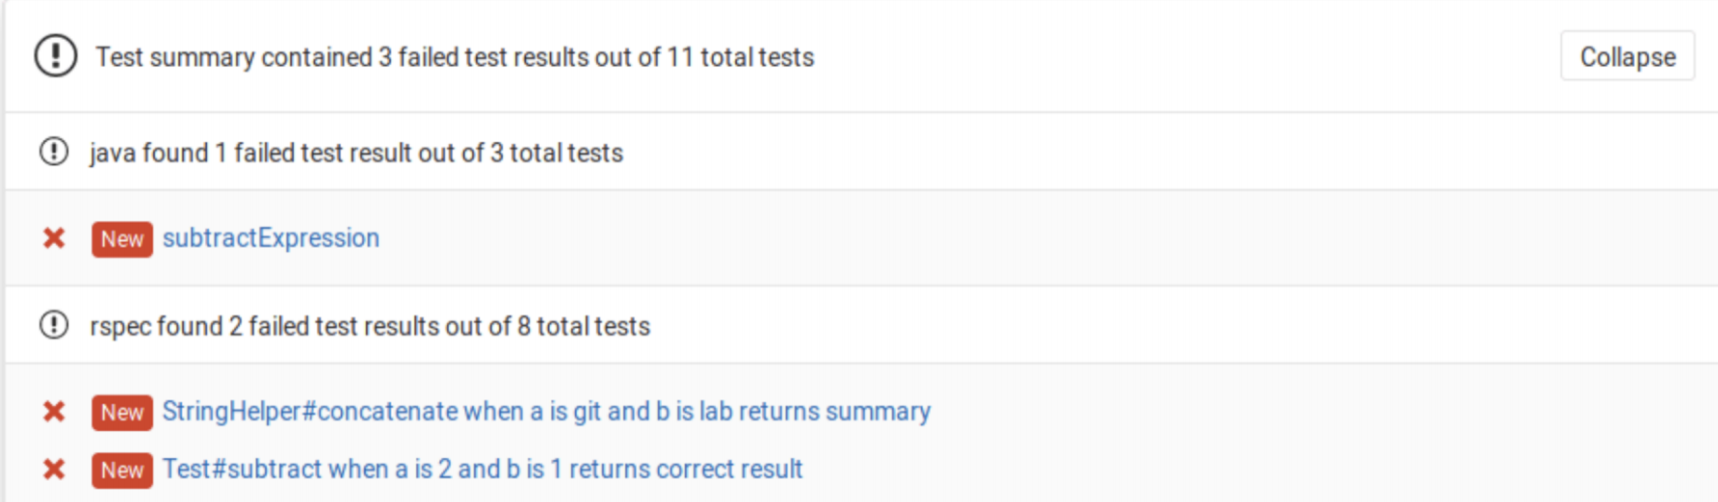 Test summary contained 3 failed test results out of 11 total tests Collapse
java found 1 failed test result out of 3 total tests
New subtractExpression
rspec found 2 failed test results out of 8 total tests
New StringHelper#concatenate when a is git and b is lab returns summary
New Test#subtract when a is 2 and b is 1 returns correct result